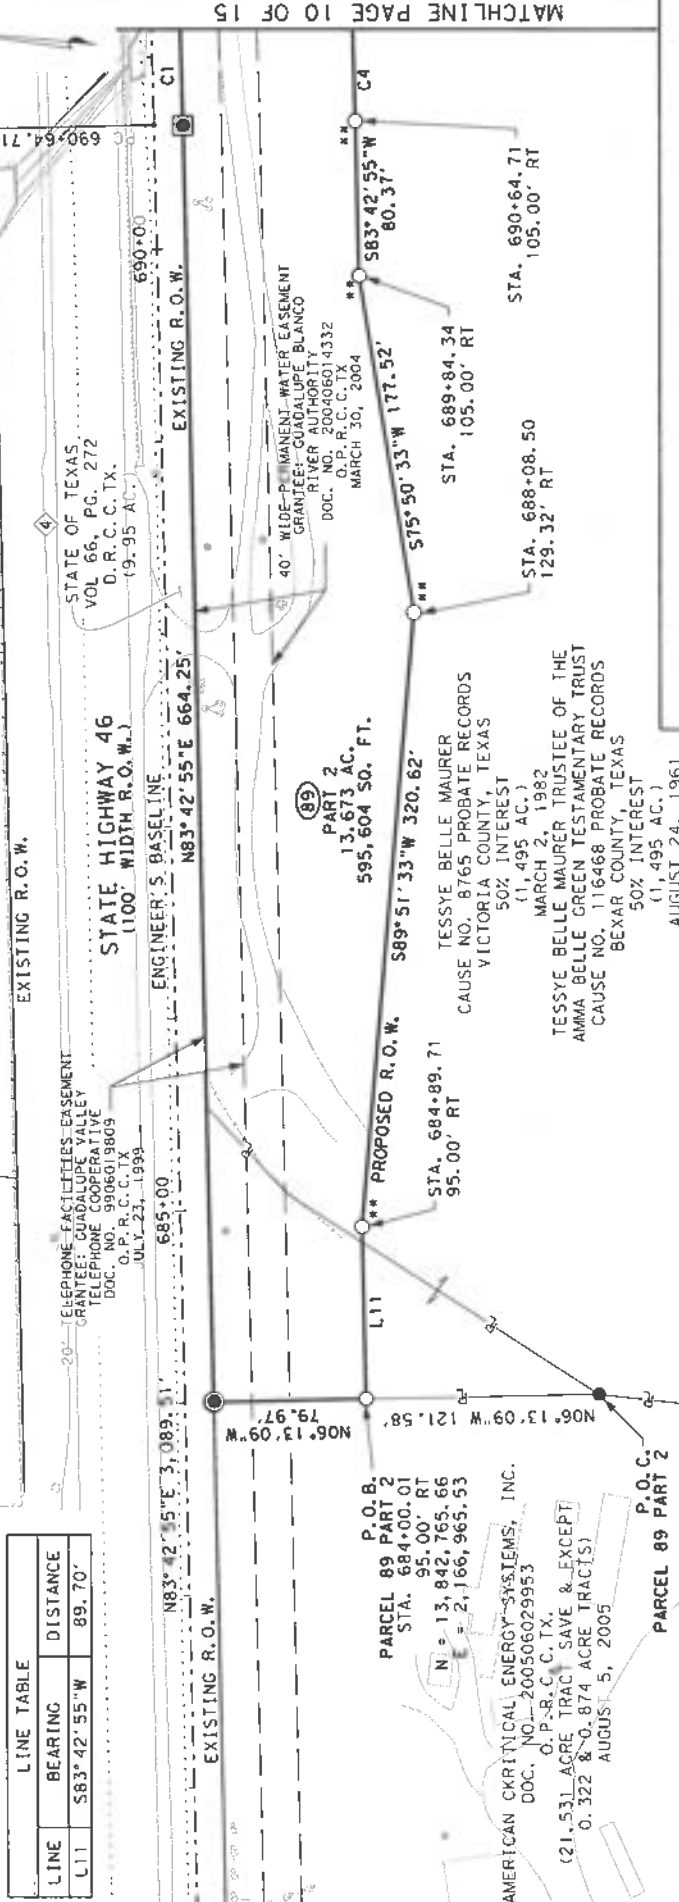 MATCHLINE PAGE 10 OF 15
LINE TABLE
LINE BEARING DISTANCE
L11 S83°42'55"W 89.70'
EXISTING R.O.W.
20' TELEPHONE FACILITIES EASEMENT
GRANTEE: GUADALUPE VALLEY
TELEPHONE COOPERATIVE
DOC. NO. 9906019809
O.P.R.C.C.TX
JULY 23, 1999
STATE HIGHWAY 46
(100' WIDTH R.O.W.)
ENGINEER'S BASELINE
4
STATE OF TEXAS
VOL 66, PG. 272
D.R.C.C.TX.
(9.95 AC.)
690+64.71
PC
685+00
690+00
N83°42'55"E 3,089.51'
N83°42'55"E 664.25'
EXISTING R.O.W.
EXISTING R.O.W.
C1
40' WIDE PERMANENT WATER EASEMENT
GRANTEE: GUADALUPE BLANCO
RIVER AUTHORITY
DOC. NO. 200406014332
O.P.R.C.C.TX
MARCH 30, 2004
89
PART 2
13.673 AC.
595,604 SQ. FT.
N06°13'09"W
79.97'
L11
** PROPOSED R.O.W.
S89°51'33"W 320.62'
**
S75°50'33"W 177.52'
**
S83°42'55"W
80.37'
**
C4
P.O.B.
PARCEL 89 PART 2
STA. 684+00.01
95.00' RT
N = 13,842,765.66
E = 2,166,965.53
N06°13'09"W 121.58'
STA. 684+89.71
95.00' RT
STA. 688+08.50
129.32' RT
STA. 689+84.34
105.00' RT
STA. 690+64.71
105.00' RT
TESSYE BELLE MAURER
CAUSE NO. 8765 PROBATE RECORDS
VICTORIA COUNTY, TEXAS
50% INTEREST
(1,495 AC.)
MARCH 2, 1982
TESSYE BELLE MAURER TRUSTEE OF THE
AMMA BELLE GREEN TESTAMENTARY TRUST
CAUSE NO. 116468 PROBATE RECORDS
BEXAR COUNTY, TEXAS
50% INTEREST
(1,495 AC.)
AUGUST 24, 1961
AMERICAN CKRITICAL ENERGY SYSTEMS, INC.
DOC. NO. 200506029953
O.P.R.C.C.TX.
(21.531 ACRE TRACT SAVE & EXCEPT
0.322 & 0.874 ACRE TRACTS)
AUGUST 5, 2005
P.O.C.
PARCEL 89 PART 2